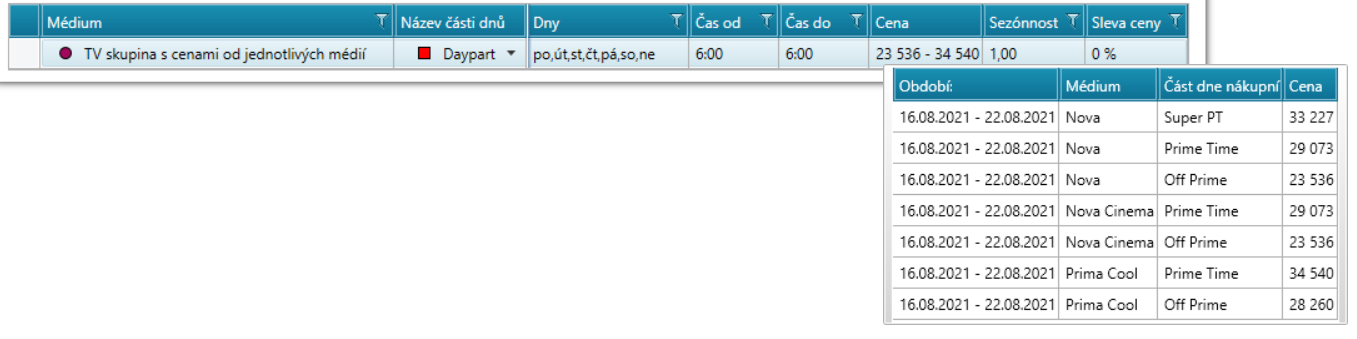 Médium Název části dnů Dny Čas od Čas do Cena Sezónnost Sleva ceny
TV skupina s cenami od jednotlivých médií Daypart po,út,st,čt,pá,so,ne 6:00 6:00 23 536 - 34 540 1,00 0 %
Období: Médium Část dne nákupní Cena
16.08.2021 - 22.08.2021 Nova Super PT 33 227
16.08.2021 - 22.08.2021 Nova Prime Time 29 073
16.08.2021 - 22.08.2021 Nova Off Prime 23 536
16.08.2021 - 22.08.2021 Nova Cinema Prime Time 29 073
16.08.2021 - 22.08.2021 Nova Cinema Off Prime 23 536
16.08.2021 - 22.08.2021 Prima Cool Prime Time 34 540
16.08.2021 - 22.08.2021 Prima Cool Off Prime 28 260